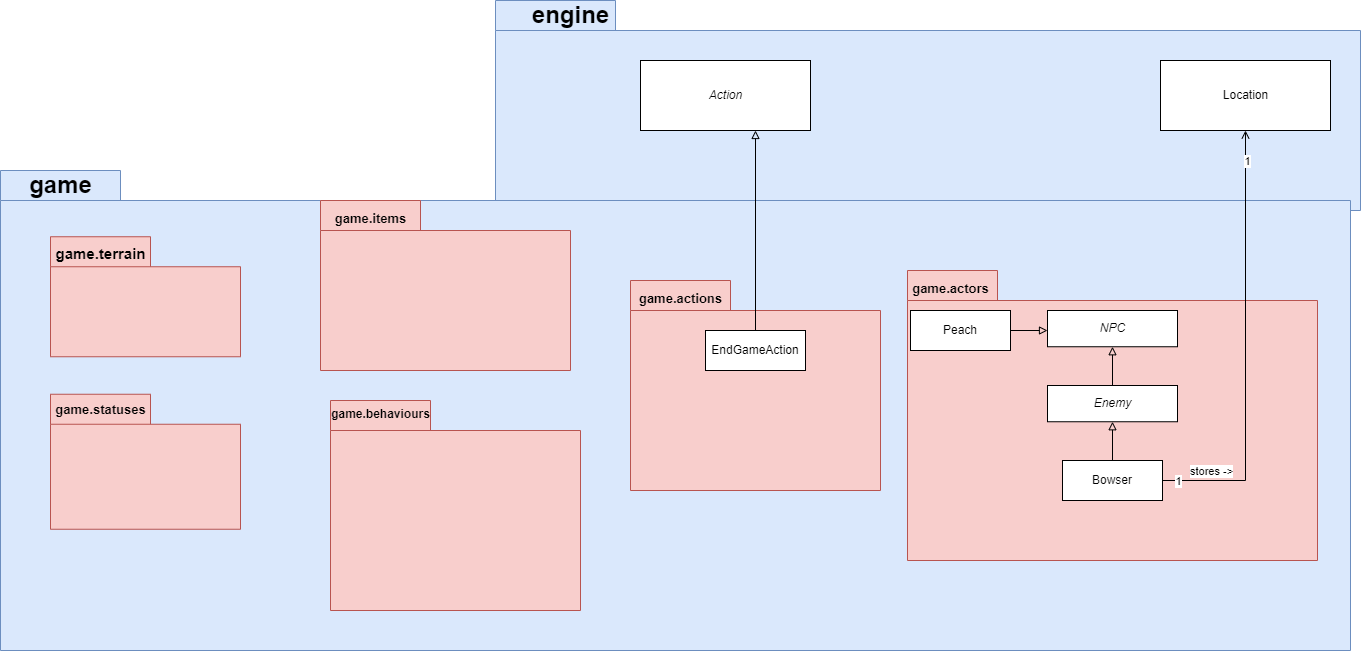 engine
Action
Location
1
game
game.items
game.terrain
game.actions
game.actors
EndGameAction
Peach
NPC
game.statuses
game.behaviours
Enemy
Bowser
1
stores ->